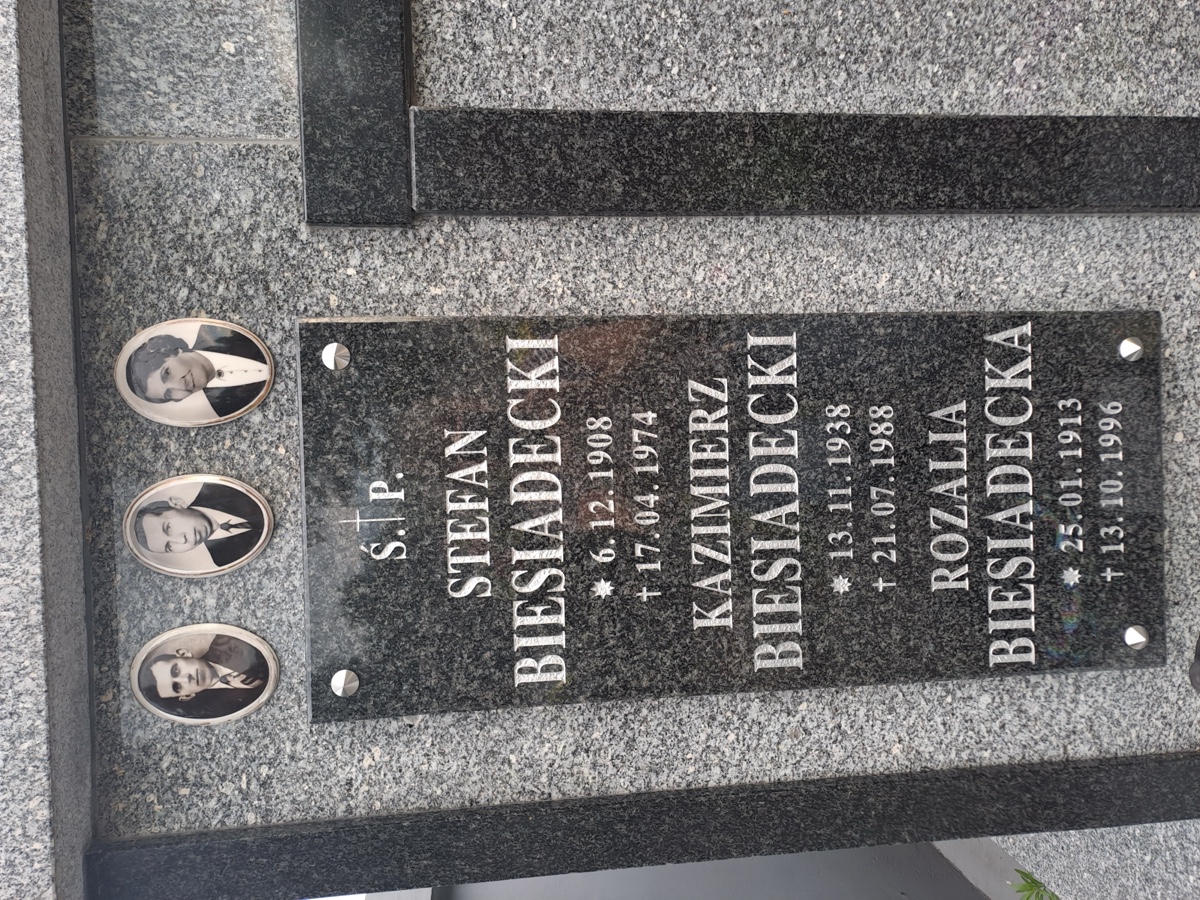 Ś.†P.
STEFAN
BIESIADECKI
✵ 6.12.1908
† 17.04.1974
KAZIMIERZ
BIESIADECKI
✵ 13.11.1938
† 21.07.1988
ROZALIA
BIESIADECKA
✵ 25.01.1913
† 13.10.1996